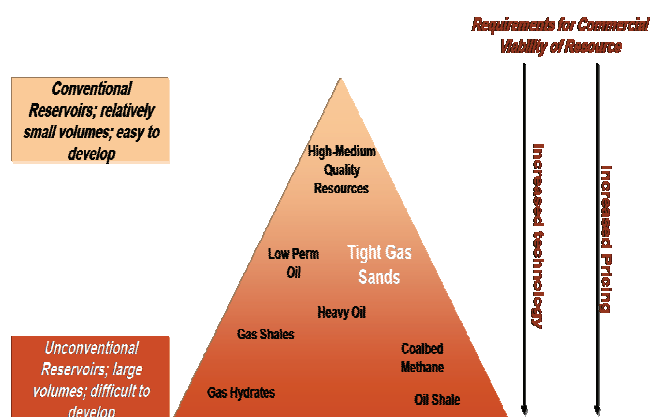 Requirements for Commercial
Viability of Resource
Conventional
Reservoirs; relatively
small volumes; easy to
develop
High-Medium
Quality
Resources
Low Perm
Oil
Tight Gas
Sands
Heavy Oil
Gas Shales
Coalbed
Methane
Gas Hydrates
Oil Shale
Unconventional
Reservoirs; large
volumes; difficult to
develop
Increased technology
Increased Pricing